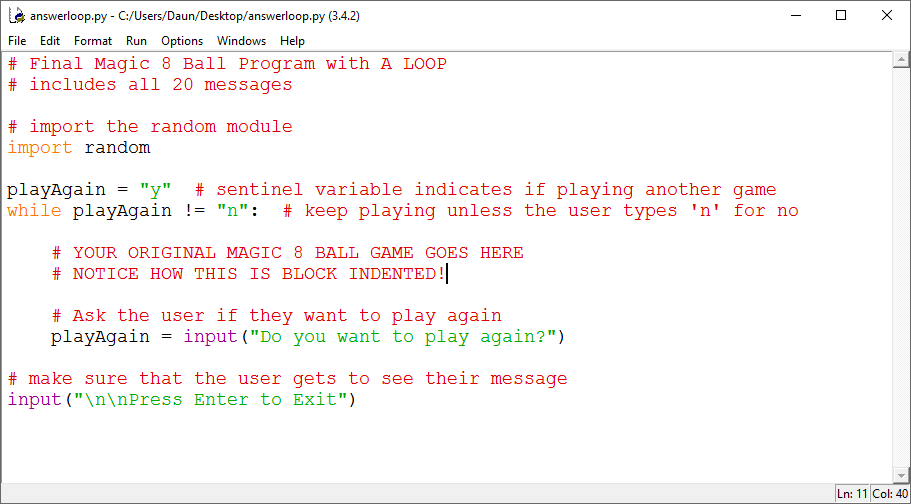 answerloop.py - C:/Users/Daun/Desktop/answerloop.py (3.4.2)
File Edit Format Run Options Windows Help
# Final Magic 8 Ball Program with A LOOP
# includes all 20 messages
# import the random module
import random
playAgain = "y"  # sentinel variable indicates if playing another game
while playAgain != "n":  # keep playing unless the user types 'n' for no
    # YOUR ORIGINAL MAGIC 8 BALL GAME GOES HERE
    # NOTICE HOW THIS IS BLOCK INDENTED!
    # Ask the user if they want to play again
    playAgain = input("Do you want to play again?")
# make sure that the user gets to see their message
input("\n\nPress Enter to Exit")
Ln: 11 Col: 40